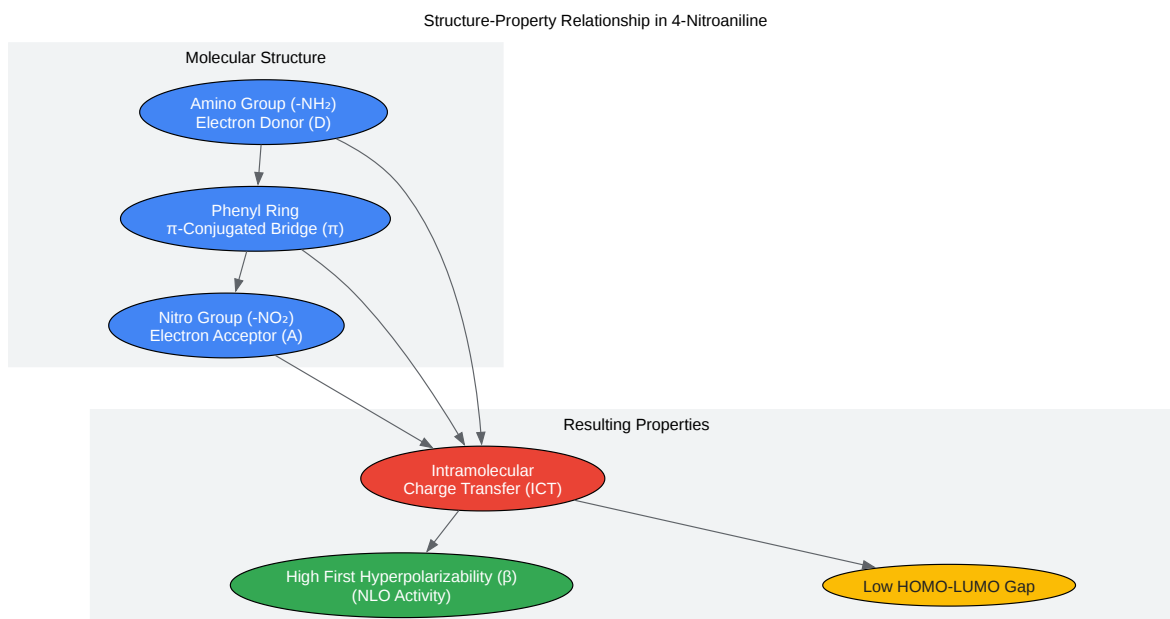 Structure-Property Relationship in 4-Nitroaniline
Molecular Structure
Amino Group (-NH₂)
Electron Donor (D)
Phenyl Ring
π-Conjugated Bridge (π)
Nitro Group (-NO₂)
Electron Acceptor (A)
Resulting Properties
Intramolecular
Charge Transfer (ICT)
High First Hyperpolarizability (β)
(NLO Activity)
Low HOMO-LUMO Gap